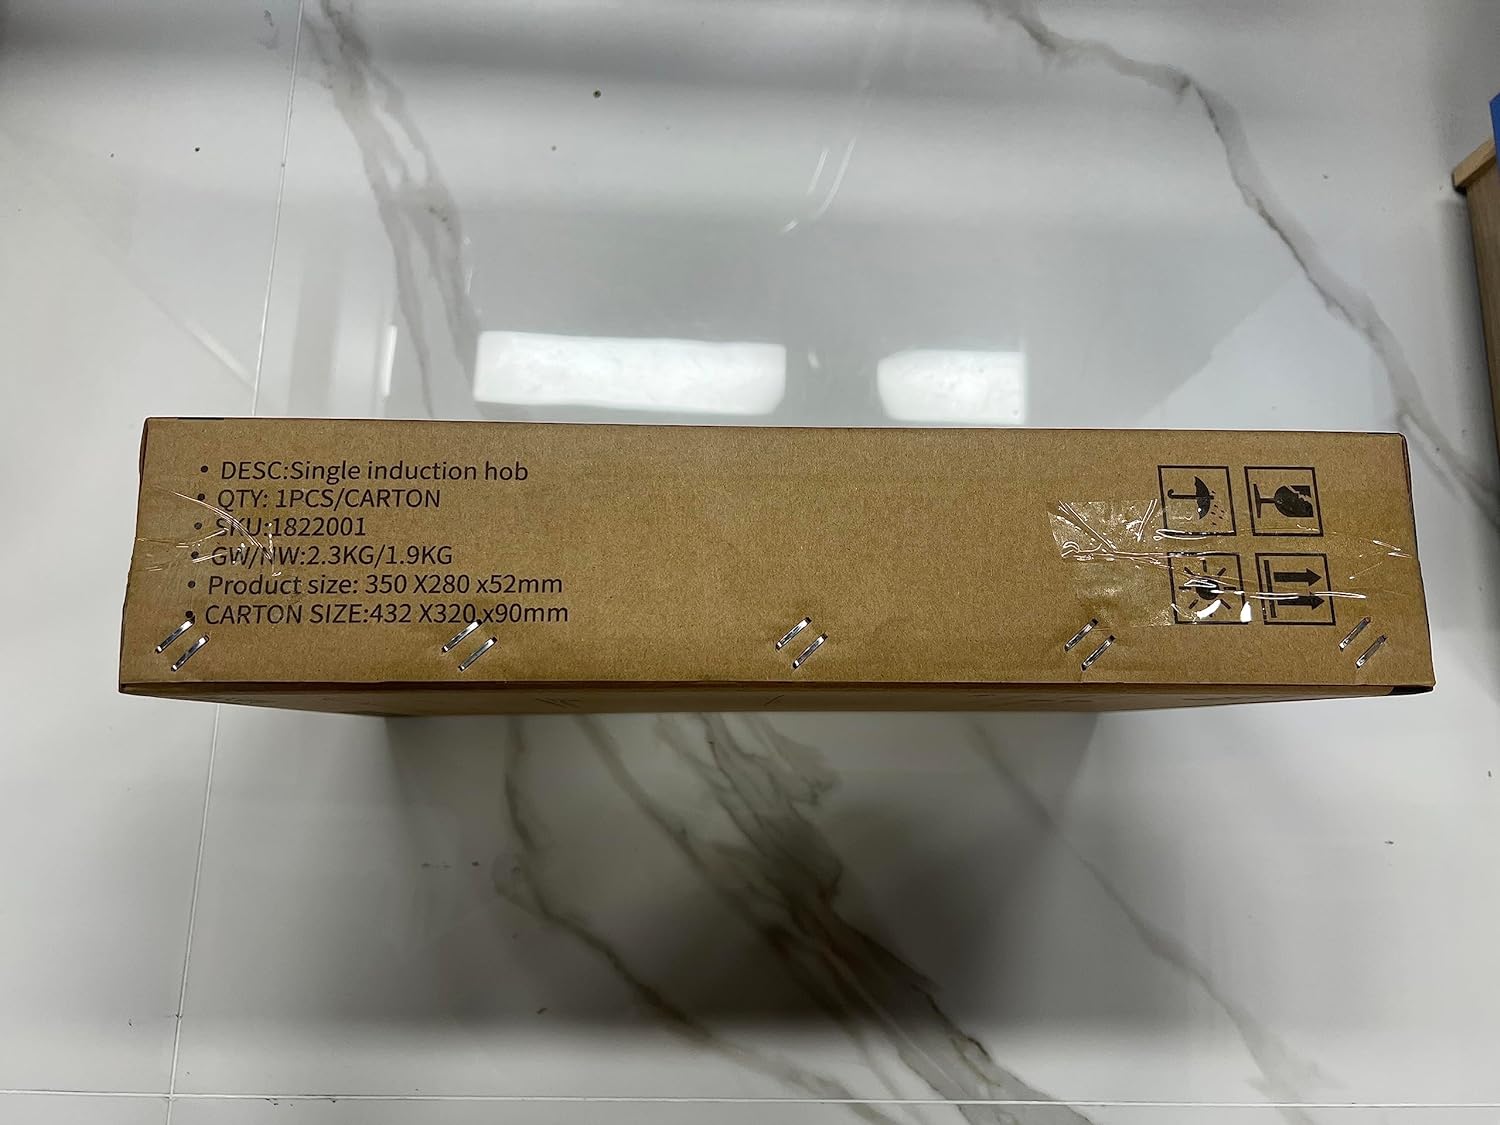 • DESC:Single induction hob
• QTY: 1PCS/CARTON
• SKU:1822001
• GW/NW:2.3KG/1.9KG
• Product size: 350 X280 x52mm
• CARTON SIZE:432 X320 x90mm